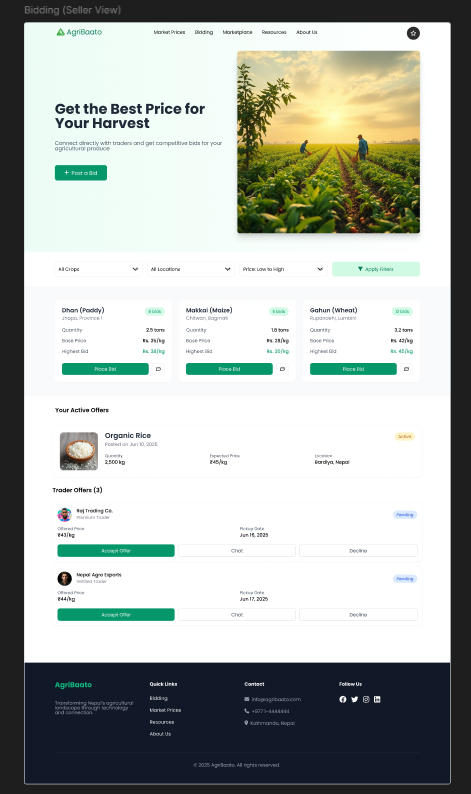 Bidding (Seller View)
AgriBaato
Market Prices
Bidding
Marketplace
Resources
About Us
Get the Best Price for
Your Harvest
Connect directly with traders and get competitive bids for your
agricultural produce
+ Post a Bid
All Crops
All Locations
Price: Low to High
Apply Filters
Dhan (Paddy)
8 bids
Jhapa, Province 1
Quantity
2.5 tons
Base Price
Rs. 35/kg
Highest Bid
Rs. 38/kg
Place Bid
Makkai (Maize)
Chitwan, Bagmati
Quantity
1.8 tons
Base Price
Rs. 28/kg
Highest Bid
Rs. 30/kg
Place Bid
Gahun (Wheat)
12 bids
Rupandehi, Lumbini
Quantity
3.2 tons
Base Price
Rs. 42/kg
Highest Bid
Rs. 45/kg
Place Bid
Your Active Offers
Organic Rice
Active
Posted on Jun 10, 2025
Quantity
Expected Price
Location
2,500 kg
₹45/kg
Bardiya, Nepal
Trader Offers (3)
Raj Trading Co.
Premium Trader
Pending
Offered Price
Pickup Date
₹43/kg
Jun 15, 2025
Accept Offer
Chat
Decline
Nepal Agro Exports
Verified Trader
Pending
Offered Price
Pickup Date
₹44/kg
Jun 17, 2025
Accept Offer
Chat
Decline
AgriBaato
Transforming Nepal's agricultural
landscape through technology
and connection.
Quick Links
Bidding
Market Prices
Resources
About Us
Contact
info@agribaato.com
+977 1-4444444
Kathmandu, Nepal
Follow Us
© 2025 AgriBaato. All rights reserved.